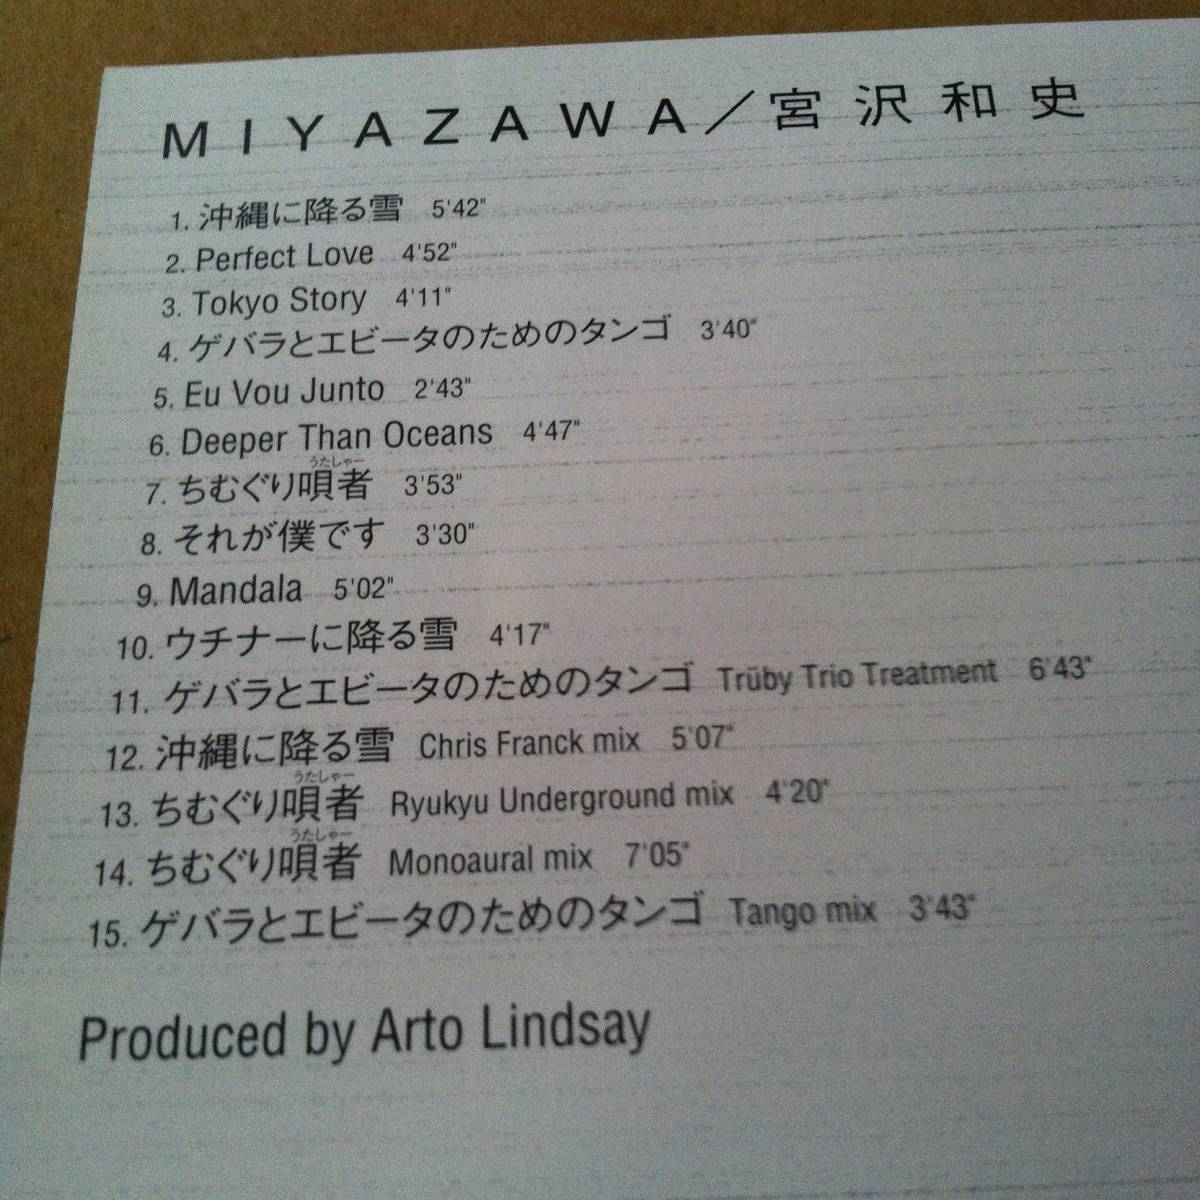 MIYAZAWA／宮沢和史
1. 沖縄に降る雪 5'42"
2. Perfect Love 4'52"
3. Tokyo Story 4'11"
4. ゲバラとエビータのためのタンゴ 3'40"
5. Eu Vou Junto 2'43"
6. Deeper Than Oceans 4'47"
うたしゃー
7. ちむぐり唄者 3'53"
8. それが僕です 3'30"
9. Mandala 5'02"
10. ウチナーに降る雪 4'17"
11. ゲバラとエビータのためのタンゴ Trüby Trio Treatment 6'43"
12. 沖縄に降る雪 Chris Franck mix 5'07"
うたしゃー
13. ちむぐり唄者 Ryukyu Underground mix 4'20"
うたしゃー
14. ちむぐり唄者 Monoaural mix 7'05"
15. ゲバラとエビータのためのタンゴ Tango mix 3'43"
Produced by Arto Lindsay